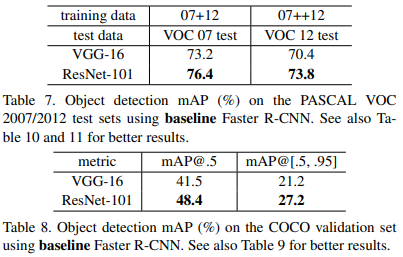 training data 07+12 07++12
test data VOC 07 test VOC 12 test
VGG-16 73.2 70.4
ResNet-101 76.4 73.8
Table 7. Object detection mAP (%) on the PASCAL VOC
2007/2012 test sets using baseline Faster R-CNN. See also Ta-
ble 10 and 11 for better results.
metric mAP@.5 mAP@[.5, .95]
VGG-16 41.5 21.2
ResNet-101 48.4 27.2
Table 8. Object detection mAP (%) on the COCO validation set
using baseline Faster R-CNN. See also Table 9 for better results.